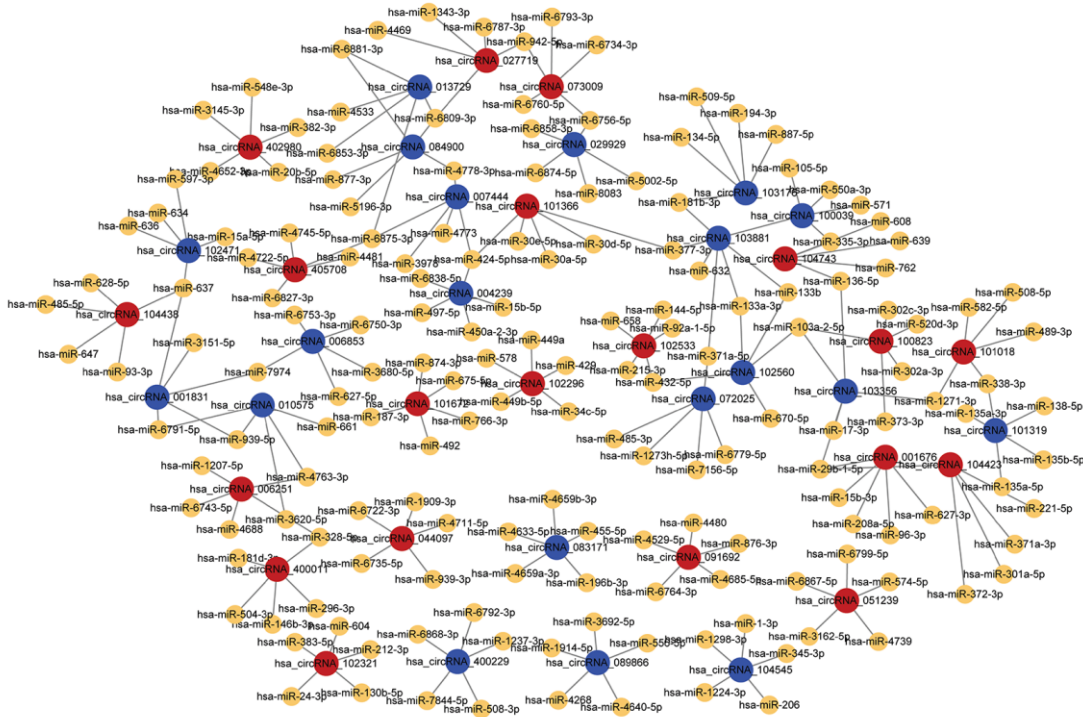 hsa-miR-1343-3p
hsa-miR-6793-3p
hsa-miR-4469
hsa-miR-6787-3p
hsa-miR-942-5p
hsa-miR-6734-3p
hsa-miR-6881-3p
hsa_circRNA_027719
hsa_circRNA_013729
hsa_circRNA_073009
hsa-miR-548e-3p
hsa-miR-509-5p
hsa-miR-3145-3p
hsa-miR-4533
hsa-miR-6809-3p
hsa-miR-6760-5p
hsa-miR-194-3p
hsa-miR-382-3p
hsa-miR-6858-3p
hsa-miR-6756-5p
hsa-miR-134-5p
hsa-miR-887-5p
hsa_circRNA_402980
hsa-miR-6853-3p
hsa_circRNA_084900
hsa_circRNA_029929
hsa-miR-4652-3p
hsa-miR-20b-5p
hsa-miR-877-3p
hsa-miR-4778-3p
hsa-miR-6874-5p
hsa-miR-5002-5p
hsa-miR-105-5p
hsa-miR-597-3p
hsa_circRNA_007444
hsa-miR-8083
hsa_circRNA_103176
hsa-miR-550a-3p
hsa-miR-5196-3p
hsa_circRNA_101366
hsa-miR-181b-3p
hsa-miR-571
hsa-miR-634
hsa_circRNA_100039
hsa-miR-608
hsa-miR-636
hsa-miR-15a-5p
hsa-miR-4745-5p
hsa-miR-6875-3p
hsa-miR-4773
hsa-miR-30e-5p
hsa-miR-30d-5p
hsa-miR-377-3p
hsa_circRNA_103881
hsa-miR-335-3p
hsa-miR-639
hsa_circRNA_102471
hsa-miR-4722-5p
hsa-miR-4481
hsa-miR-3978
hsa-miR-424-5p
hsa-miR-30a-5p
hsa_circRNA_104743
hsa_circRNA_405708
hsa-miR-632
hsa-miR-762
hsa-miR-628-5p
hsa-miR-637
hsa-miR-6838-5p
hsa-miR-136-5p
hsa-miR-485-5p
hsa-miR-6827-3p
hsa_circRNA_004239
hsa-miR-133b
hsa_circRNA_104438
hsa-miR-6753-3p
hsa-miR-497-5p
hsa-miR-15b-5p
hsa-miR-144-5p
hsa-miR-133a-3p
hsa-miR-302c-3p
hsa-miR-508-5p
hsa-miR-582-5p
hsa-miR-3151-5p
hsa-miR-6750-3p
hsa-miR-450a-2-3p
hsa-miR-658
hsa-miR-92a-1-5p
hsa-miR-103a-2-5p
hsa-miR-520d-3p
hsa-miR-489-3p
hsa-miR-647
hsa_circRNA_006853
hsa-miR-449a
hsa_circRNA_102533
hsa_circRNA_100823
hsa_circRNA_101018
hsa-miR-93-3p
hsa-miR-7974
hsa-miR-3680-5p
hsa-miR-874-3p
hsa-miR-578
hsa-miR-429
hsa-miR-371a-5p
hsa-miR-215-3p
hsa_circRNA_102560
hsa-miR-302a-3p
hsa-miR-675-5p
hsa_circRNA_102296
hsa-miR-432-5p
hsa-miR-338-3p
hsa_circRNA_001831
hsa-miR-627-5p
hsa_circRNA_103356
hsa-miR-1271-3p
hsa_circRNA_010575
hsa_circRNA_101672
hsa-miR-449b-5p
hsa-miR-34c-5p
hsa_circRNA_072025
hsa-miR-138-5p
hsa-miR-187-3p
hsa-miR-766-3p
hsa-miR-670-5p
hsa-miR-373-3p
hsa-miR-135a-3p
hsa-miR-6791-5p
hsa-miR-661
hsa-miR-17-3p
hsa_circRNA_101319
hsa-miR-939-5p
hsa-miR-485-3p
hsa-miR-492
hsa-miR-1273h-5p
hsa-miR-6779-5p
hsa_circRNA_001676
hsa_circRNA_104423
hsa-miR-135b-5p
hsa-miR-1207-5p
hsa-miR-7156-5p
hsa-miR-29b-1-5p
hsa-miR-4763-3p
hsa-miR-135a-5p
hsa_circRNA_006251
hsa-miR-1909-3p
hsa-miR-4659b-3p
hsa-miR-15b-3p
hsa-miR-221-5p
hsa-miR-6743-5p
hsa-miR-6722-3p
hsa-miR-627-3p
hsa-miR-3620-5p
hsa-miR-4711-5p
hsa-miR-4480
hsa-miR-208a-5p
hsa-miR-4688
hsa-miR-4633-5p
hsa-miR-455-5p
hsa-miR-96-3p
hsa-miR-328-5p
hsa_circRNA_044097
hsa-miR-4529-5p
hsa-miR-876-3p
hsa-miR-371a-3p
hsa_circRNA_083171
hsa-miR-181d-3p
hsa_circRNA_091692
hsa-miR-6799-5p
hsa-miR-6735-5p
hsa_circRNA_400011
hsa-miR-4659a-3p
hsa-miR-301a-5p
hsa-miR-939-3p
hsa-miR-196b-3p
hsa-miR-4685-5p
hsa-miR-6867-5p
hsa-miR-574-5p
hsa-miR-6764-3p
hsa-miR-372-3p
hsa_circRNA_051239
hsa-miR-504-3p
hsa-miR-296-3p
hsa-miR-6792-3p
hsa-miR-146b-3p
hsa-miR-3692-5p
hsa-miR-1-3p
hsa-miR-604
hsa-miR-6868-3p
hsa-miR-1298-3p
hsa-miR-3162-5p
hsa-miR-4739
hsa-miR-383-5p
hsa-miR-1237-3p
hsa-miR-1914-5p
hsa-miR-212-3p
hsa-miR-345-3p
hsa_circRNA_102321
hsa_circRNA_400229
hsa_circRNA_089866
hsa_circRNA_104545
hsa-miR-24-3p
hsa-miR-130b-5p
hsa-miR-7844-5p
hsa-miR-4268
hsa-miR-1224-3p
hsa-miR-508-3p
hsa-miR-4640-5p
hsa-miR-206